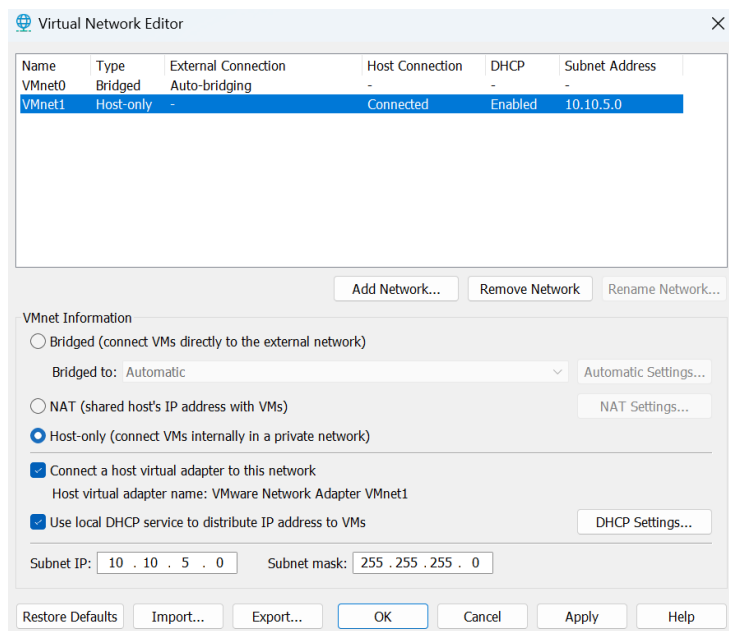 Virtual Network Editor
Name Type External Connection Host Connection DHCP Subnet Address
VMnet0 Bridged Auto-bridging - - -
VMnet1 Host-only - Connected Enabled 10.10.5.0
Add Network... Remove Network Rename Network...
VMnet Information
Bridged (connect VMs directly to the external network)
Bridged to: Automatic Automatic Settings...
NAT (shared host's IP address with VMs) NAT Settings...
Host-only (connect VMs internally in a private network)
Connect a host virtual adapter to this network
Host virtual adapter name: VMware Network Adapter VMnet1
Use local DHCP service to distribute IP address to VMs DHCP Settings...
Subnet IP: 10 . 10 . 5 . 0 Subnet mask: 255 . 255 . 255 . 0
Restore Defaults Import... Export... OK Cancel Apply Help